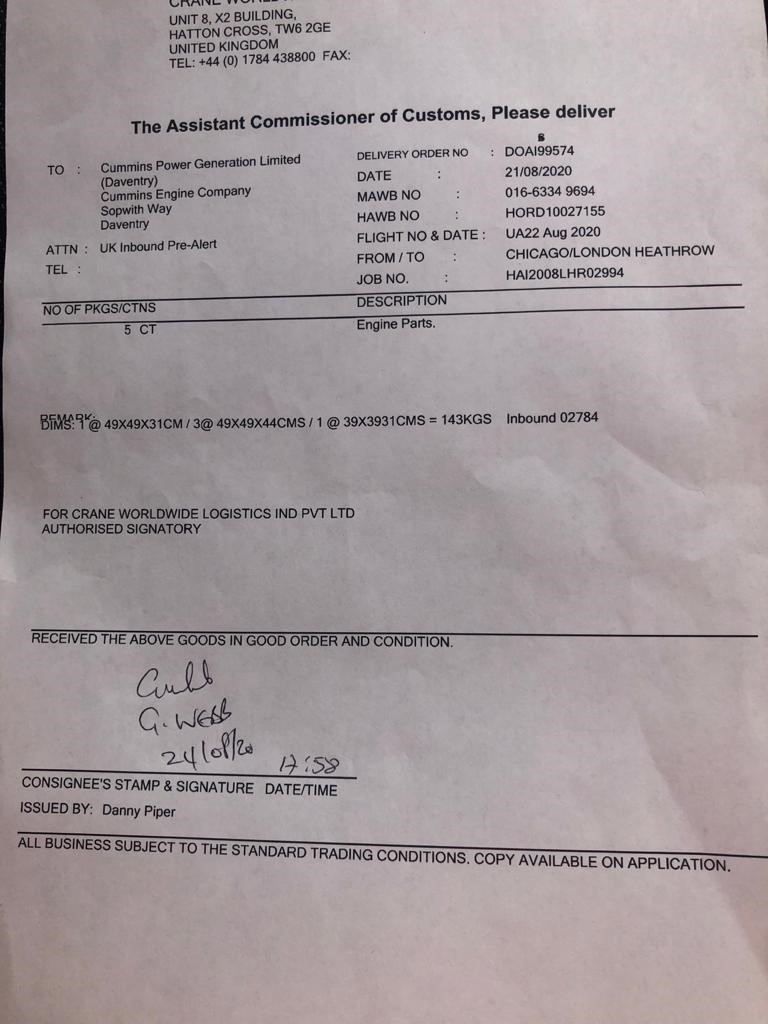 CRANE WORL
UNIT 8, X2 BUILDING,
HATTON CROSS, TW6 2GE
UNITED KINGDOM
TEL: +44 (0) 1784 438800 FAX:
The Assistant Commissioner of Customs, Please deliver
TO : Cummins Power Generation Limited
(Daventry)
Cummins Engine Company
Sopwith Way
Daventry
ATTN : UK Inbound Pre-Alert
TEL :
s
DELIVERY ORDER NO : DOAI99574
DATE : 21/08/2020
MAWB NO : 016-6334 9694
HAWB NO : HORD10027155
FLIGHT NO & DATE : UA22 Aug 2020
FROM / TO : CHICAGO/LONDON HEATHROW
JOB NO. : HAI2008LHR02994
NO OF PKGS/CTNS DESCRIPTION
5 CT Engine Parts.
REMARK:
DIMS: 1 @ 49X49X31CM / 3@ 49X49X44CMS / 1 @ 39X3931CMS = 143KGS Inbound 02784
FOR CRANE WORLDWIDE LOGISTICS IND PVT LTD
AUTHORISED SIGNATORY
RECEIVED THE ABOVE GOODS IN GOOD ORDER AND CONDITION.
G. WEBB
24/08/20 17:58
CONSIGNEE'S STAMP & SIGNATURE DATE/TIME
ISSUED BY: Danny Piper
ALL BUSINESS SUBJECT TO THE STANDARD TRADING CONDITIONS. COPY AVAILABLE ON APPLICATION.